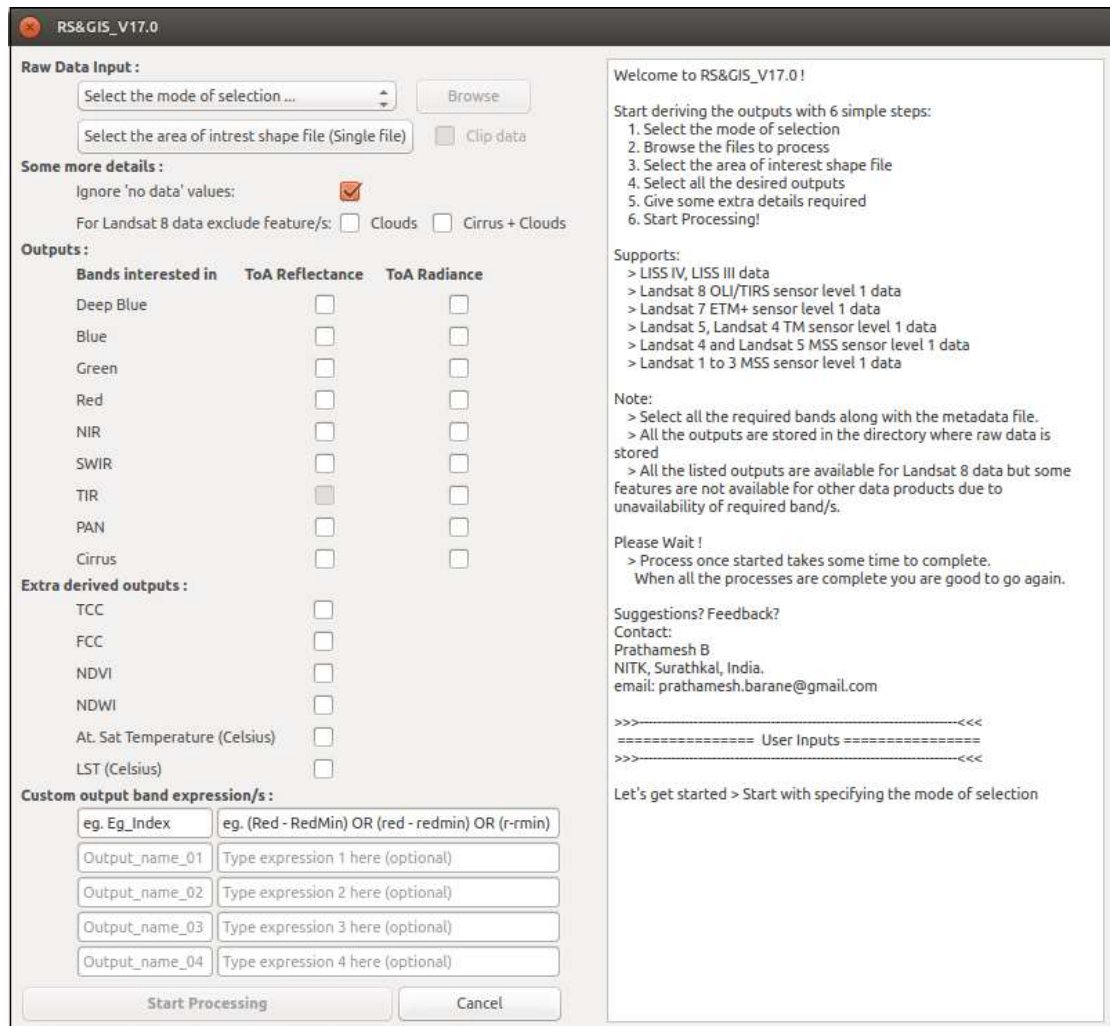 RS&GIS_V17.0
Raw Data Input :
Select the mode of selection ...
Browse
Select the area of intrest shape file (Single file)
Clip data
Some more details :
Ignore 'no data' values:
For Landsat 8 data exclude feature/s: Clouds Cirrus + Clouds
Outputs :
Bands interested in ToA Reflectance ToA Radiance
Deep Blue
Blue
Green
Red
NIR
SWIR
TIR
PAN
Cirrus
Extra derived outputs :
TCC
FCC
NDVI
NDWI
At. Sat Temperature (Celsius)
LST (Celsius)
Custom output band expression/s :
eg. Eg_Index eg. (Red - RedMin) OR (red - redmin) OR (r-rmin)
Output_name_01 Type expression 1 here (optional)
Output_name_02 Type expression 2 here (optional)
Output_name_03 Type expression 3 here (optional)
Output_name_04 Type expression 4 here (optional)
Start Processing Cancel
Welcome to RS&GIS_V17.0 !
Start deriving the outputs with 6 simple steps:
1. Select the mode of selection
2. Browse the files to process
3. Select the area of interest shape file
4. Select all the desired outputs
5. Give some extra details required
6. Start Processing!
Supports:
> LISS IV, LISS III data
> Landsat 8 OLI/TIRS sensor level 1 data
> Landsat 7 ETM+ sensor level 1 data
> Landsat 5, Landsat 4 TM sensor level 1 data
> Landsat 4 and Landsat 5 MSS sensor level 1 data
> Landsat 1 to 3 MSS sensor level 1 data
Note:
> Select all the required bands along with the metadata file.
> All the outputs are stored in the directory where raw data is
stored
> All the listed outputs are available for Landsat 8 data but some
features are not available for other data products due to
unavailability of required band/s.
Please Wait !
> Process once started takes some time to complete.
When all the processes are complete you are good to go again.
Suggestions? Feedback?
Contact:
Prathamesh B
NITK, Surathkal, India.
email: prathamesh.barane@gmail.com
>>>----------------------------------------------------------------------<<<
================ User Inputs ================
>>>----------------------------------------------------------------------<<<
Let's get started > Start with specifying the mode of selection